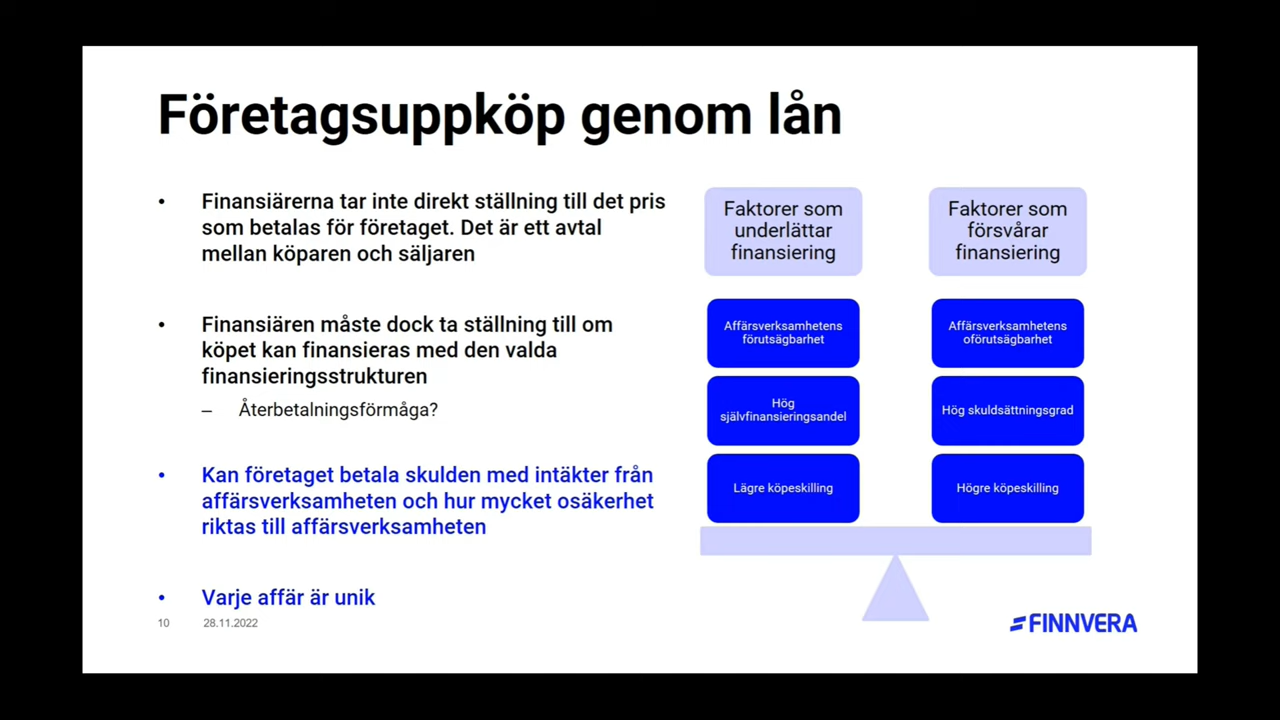 Företagsuppköp genom lån
• Finansiärerna tar inte direkt ställning till det pris
som betalas för företaget. Det är ett avtal
mellan köparen och säljaren
• Finansiären måste dock ta ställning till om
köpet kan finansieras med den valda
finansieringsstrukturen
– Återbetalningsförmåga?
• Kan företaget betala skulden med intäkter från
affärsverksamheten och hur mycket osäkerhet
riktas till affärsverksamheten
• Varje affär är unik
Faktorer som
underlättar
finansiering
Affärsverksamhetens
förutsägbarhet
Hög
självfinansieringsandel
Lägre köpeskilling
Faktorer som
försvårar
finansiering
Affärsverksamhetens
oförutsägbarhet
Hög skuldsättningsgrad
Högre köpeskilling
10 28.11.2022
FINNVERA